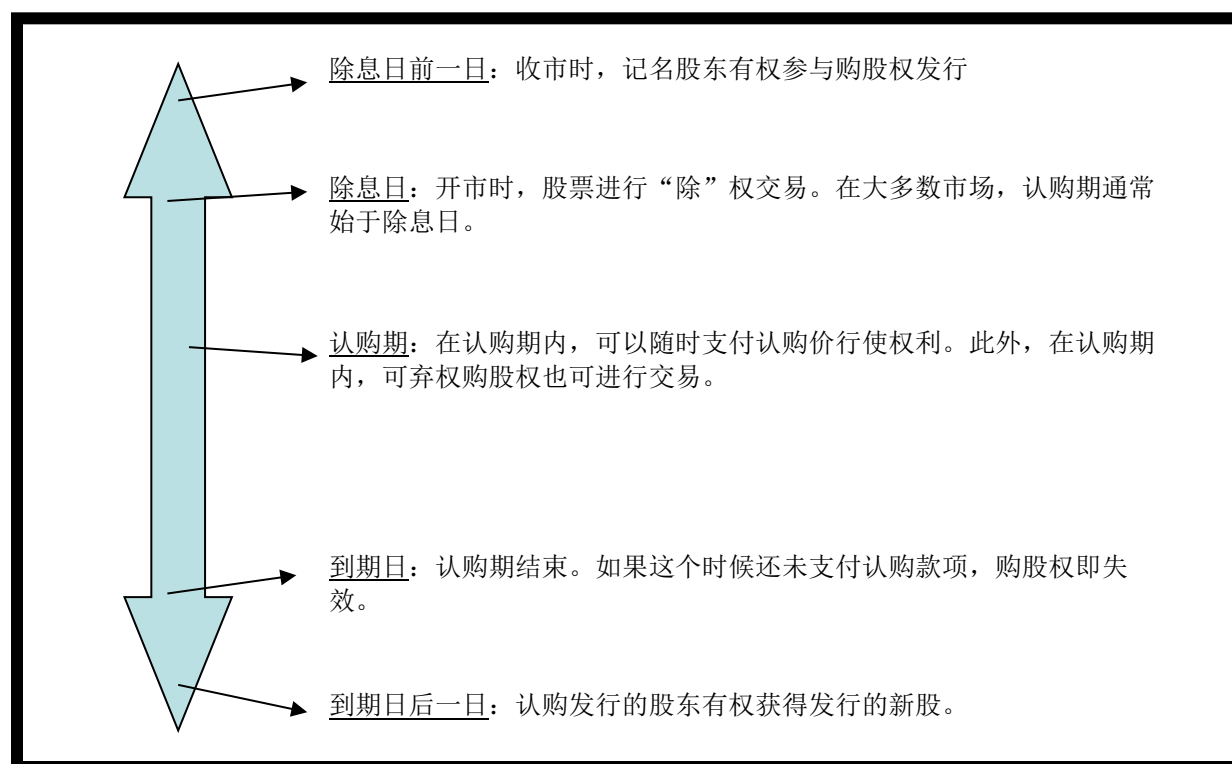 除息日前一日：收市时，记名股东有权参与购股权发行
除息日：开市时，股票进行“除”权交易。在大多数市场，认购期通常
始于除息日。
认购期：在认购期内，可以随时支付认购价行使权利。此外，在认购期
内，可弃权购股权也可进行交易。
到期日：认购期结束。如果这个时候还未支付认购款项，购股权即失
效。
到期日后一日：认购发行的股东有权获得发行的新股。